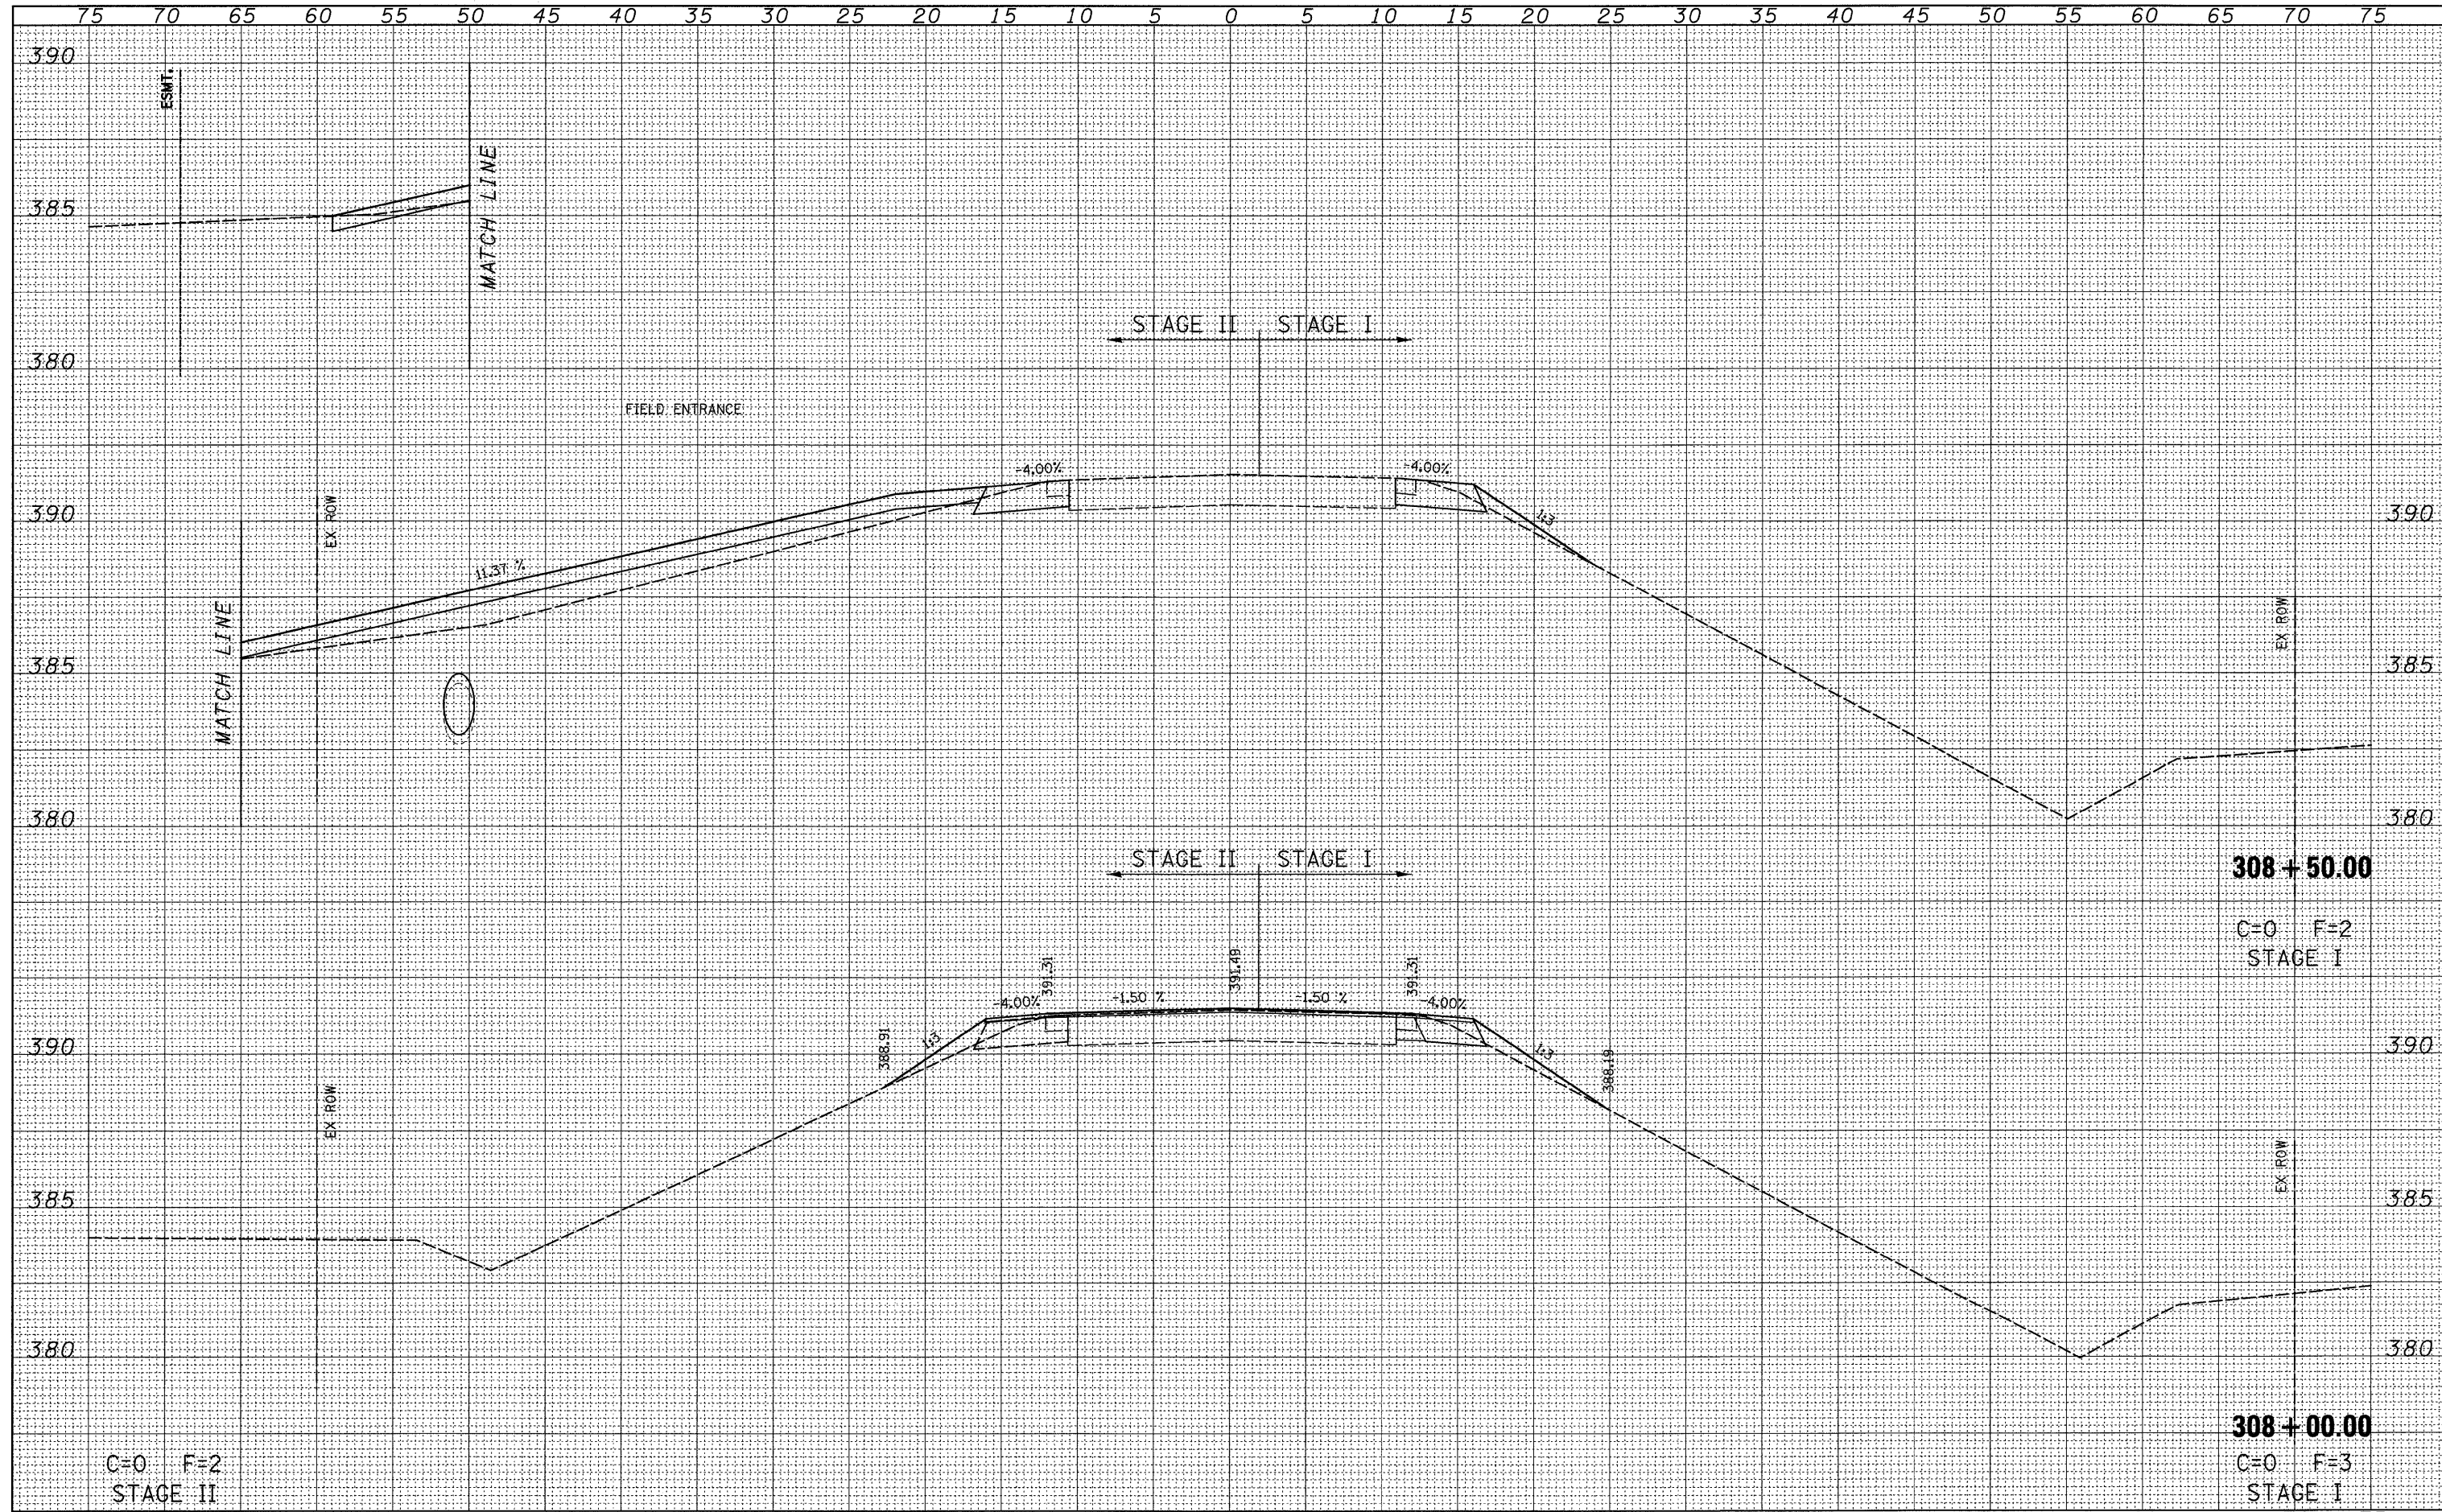 75 70 65 60 55 50 45 40 35 30 25 20 15 10 5 0 5 10 15 20 25 30 35 40 45 50 55 60 65 70 75
390
ESMT.
MATCH LINE
385
380
STAGE II STAGE I
FIELD ENTRANCE
-4.00% -4.00%
EX ROW
390 390
1:3
11.37 %
MATCH LINE
EX ROW
385 385
380 380
STAGE II STAGE I
308 + 50.00
C=0 F=2
STAGE I
391.31 391.49 391.31
-4.00% -1.50 % -1.50 % -4.00%
388.91 1:3 1:3 388.19
390 390
EX ROW
EX ROW
385 385
380 380
308 + 00.00
C=0 F=2 C=0 F=3
STAGE II STAGE I